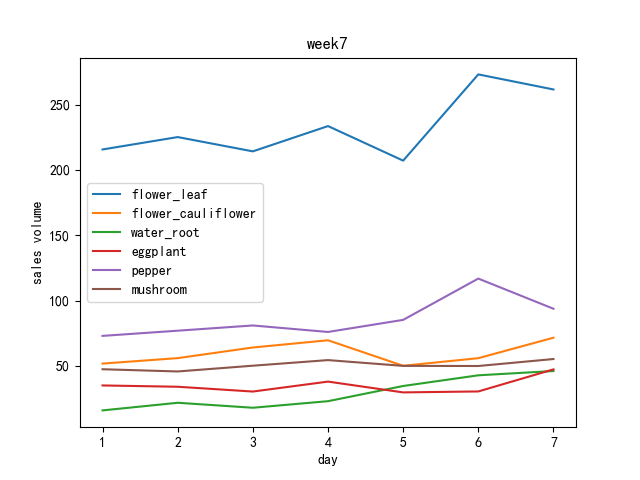 week7
sales volume
250
200
150
100
50
flower_leaf
flower_cauliflower
water_root
eggplant
pepper
mushroom
1 2 3 4 5 6 7
day